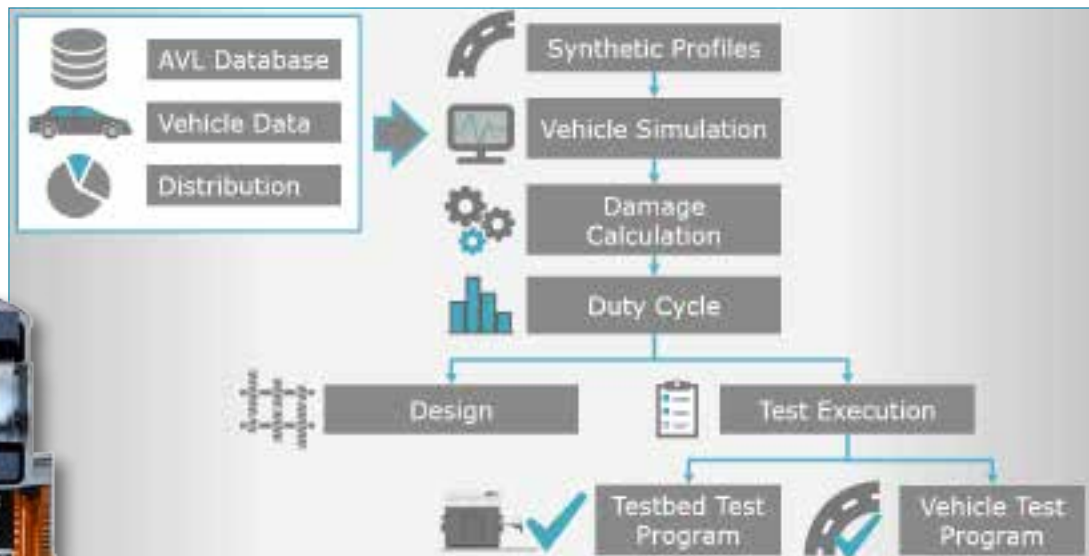 AVL Database
Vehicle Data
Distribution
Synthetic Profiles
Vehicle Simulation
Damage
Calculation
Duty Cycle
Design
Test Execution
Testbed Test
Program
Vehicle Test
Program